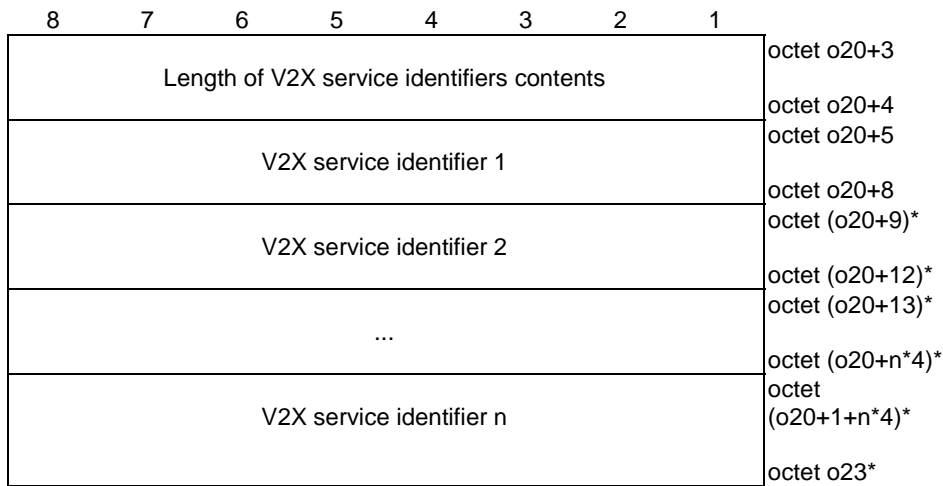 8 7 6 5 4 3 2 1
Length of V2X service identifiers contents
octet o20+3
octet o20+4
V2X service identifier 1
octet o20+5
octet o20+8
V2X service identifier 2
octet (o20+9)*
octet (o20+12)*
...
octet (o20+13)*
octet (o20+n*4)*
V2X service identifier n
octet
(o20+1+n*4)*
octet o23*